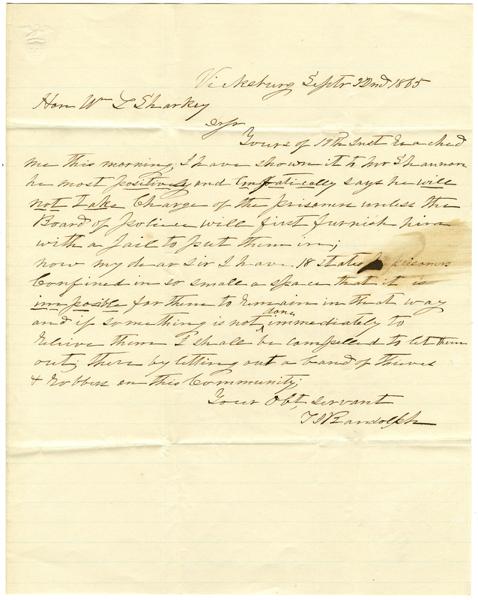 Vicksburg Septr 22nd 1865
Hon Wm L Sharkey
Sir
Yours of 19th Inst Reached
me this morning. I have shown it to Mr Shannon
he most positively and Emphatically says he will
not take Charge of the prisoners unless the
Board of police will first furnish him
with a jail to put them in;
now my dear sir I have 18 states prisoners
Confined in so small a space that it is
impossible for them to remain in that way
and if something is not done immediately to
relieve them I shall be compelled to let them
out, there by letting out a band of thieves
& Robbers on this Community;
Your Obt, servant
Randolph